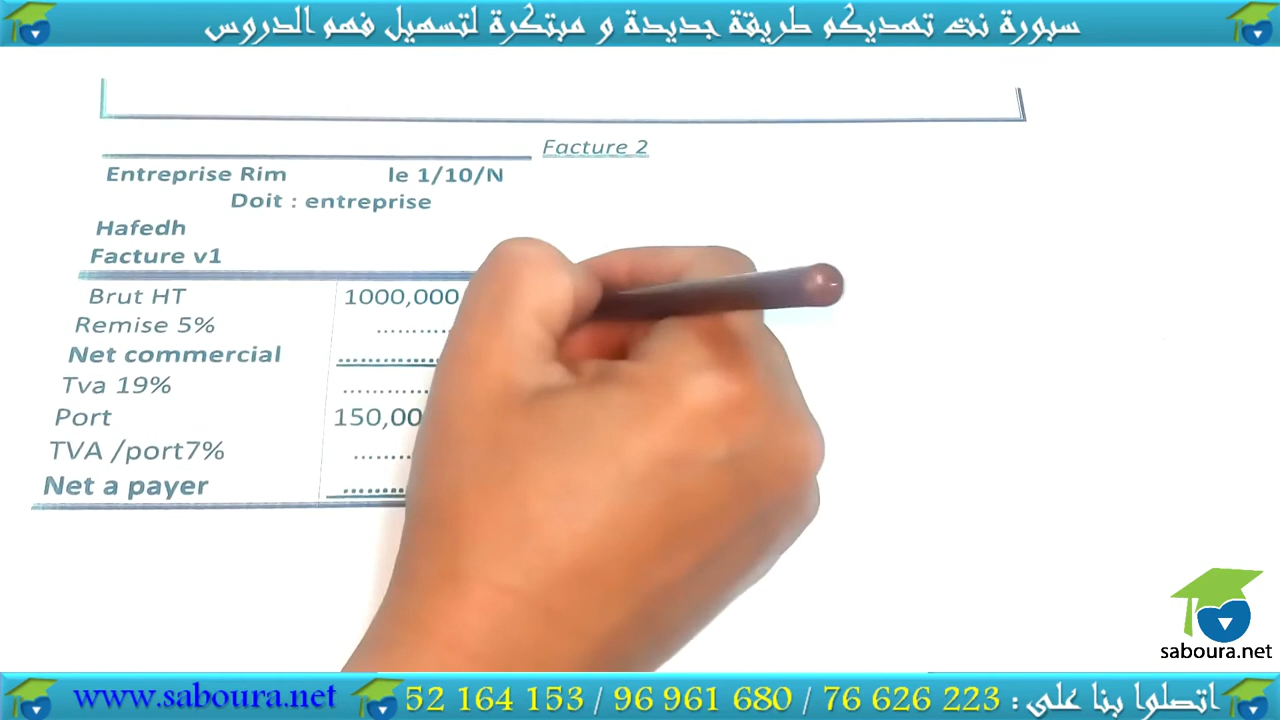 سبورة نت تهديكم طريقة جديدة و مبتكرة لتسهيل فهم الدروس
Facture 2
Entreprise Rim le 1/10/N
Doit : entreprise
Hafedh
Facture v1
Brut HT 1000,000
Remise 5% ..........
Net commercial ..............
Tva 19% .............
Port 150,00
TVA /port7% ........
Net a payer .........
saboura.net
www.saboura.net 52 164 153 / 96 961 680 / 76 626 223 اتصلوا بنا على :